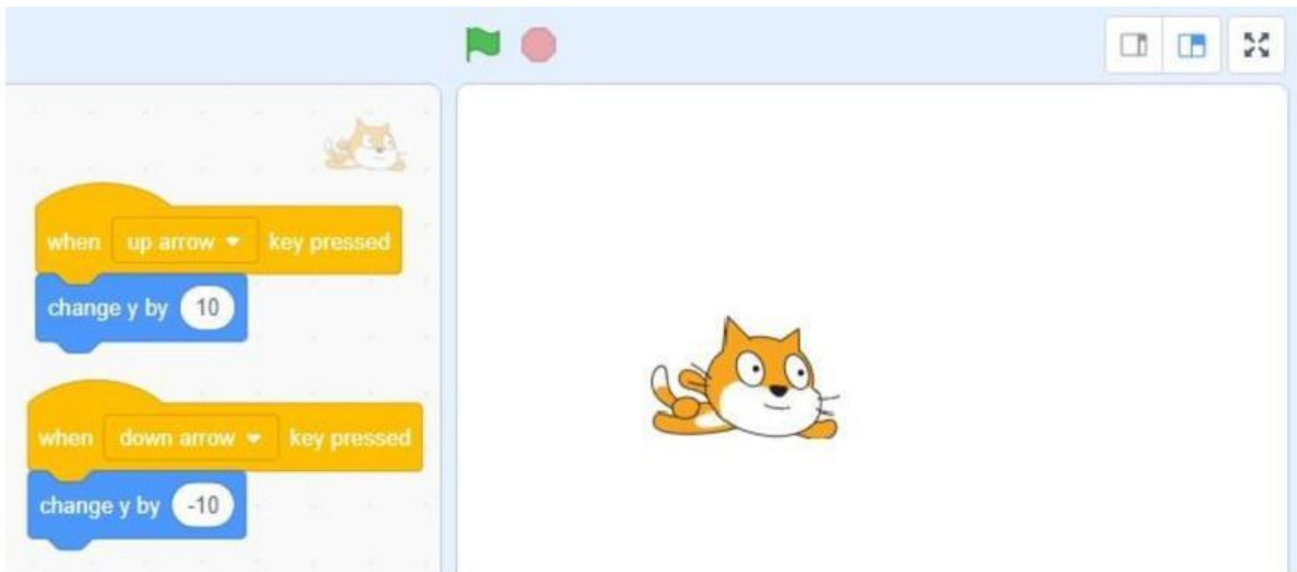 when up arrow key pressed
change y by 10
when down arrow key pressed
change y by -10